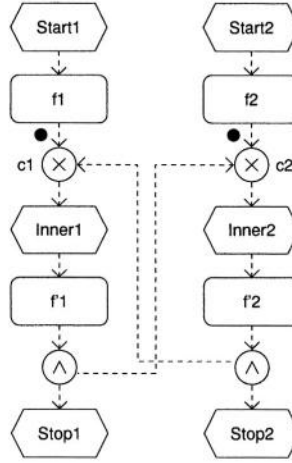 Start1
Start2
f1
f2
c1
×
×
c2
Inner1
Inner2
f'1
f'2
∧
∧
Stop1
Stop2